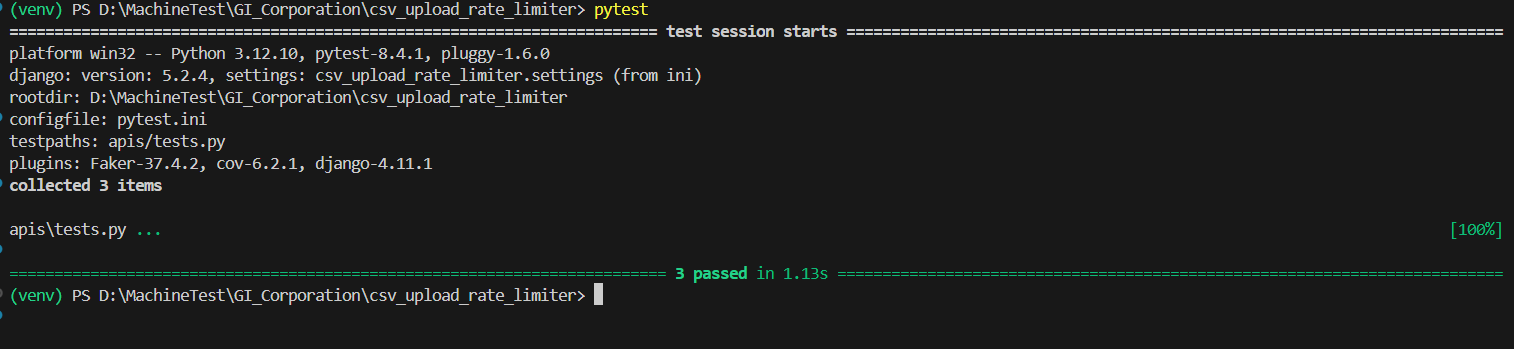 (venv) PS D:\MachineTest\GI_Corporation\csv_upload_rate_limiter> pytest
======================================================================== test session starts =========================================================================
platform win32 -- Python 3.12.10, pytest-8.4.1, pluggy-1.6.0
django: version: 5.2.4, settings: csv_upload_rate_limiter.settings (from ini)
rootdir: D:\MachineTest\GI_Corporation\csv_upload_rate_limiter
configfile: pytest.ini
testpaths: apis/tests.py
plugins: Faker-37.4.2, cov-6.2.1, django-4.11.1
collected 3 items
apis\tests.py ... [100%]
========================================================================= 3 passed in 1.13s ==========================================================================
(venv) PS D:\MachineTest\GI_Corporation\csv_upload_rate_limiter>